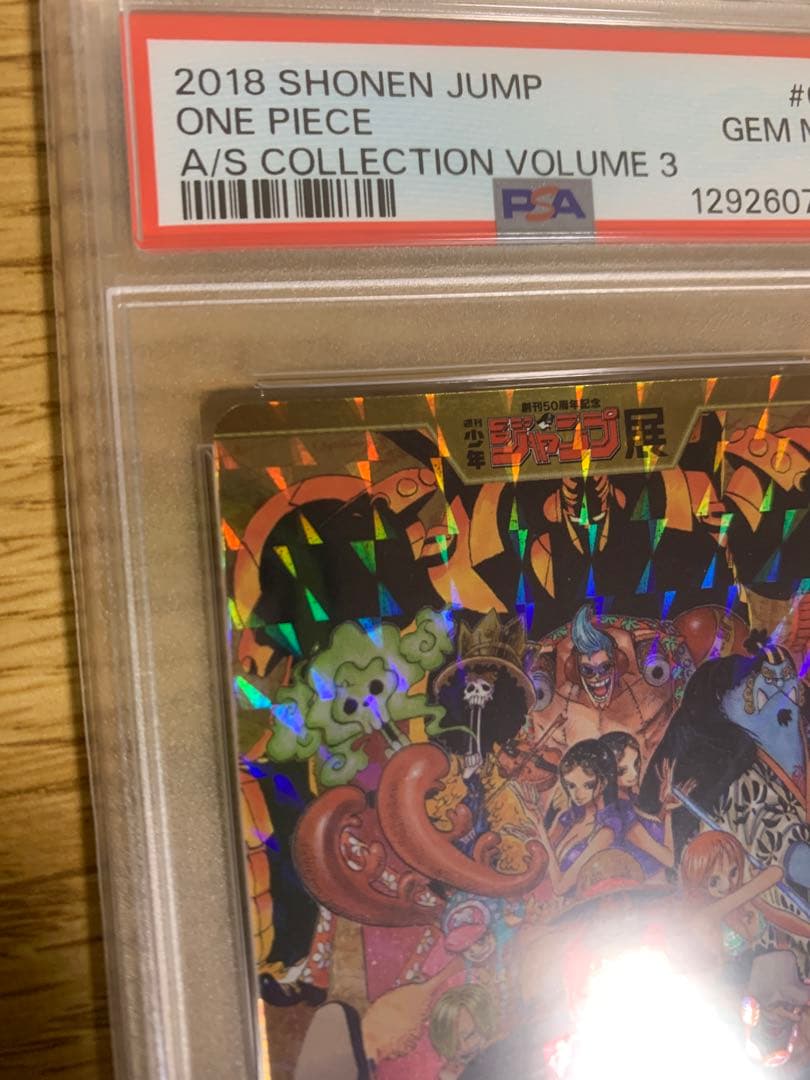 2018 SHONEN JUMP
ONE PIECE
A/S COLLECTION VOLUME 3
GEM
PSA
1292607
創刊50周年記念
週刊少年ジャンプ展